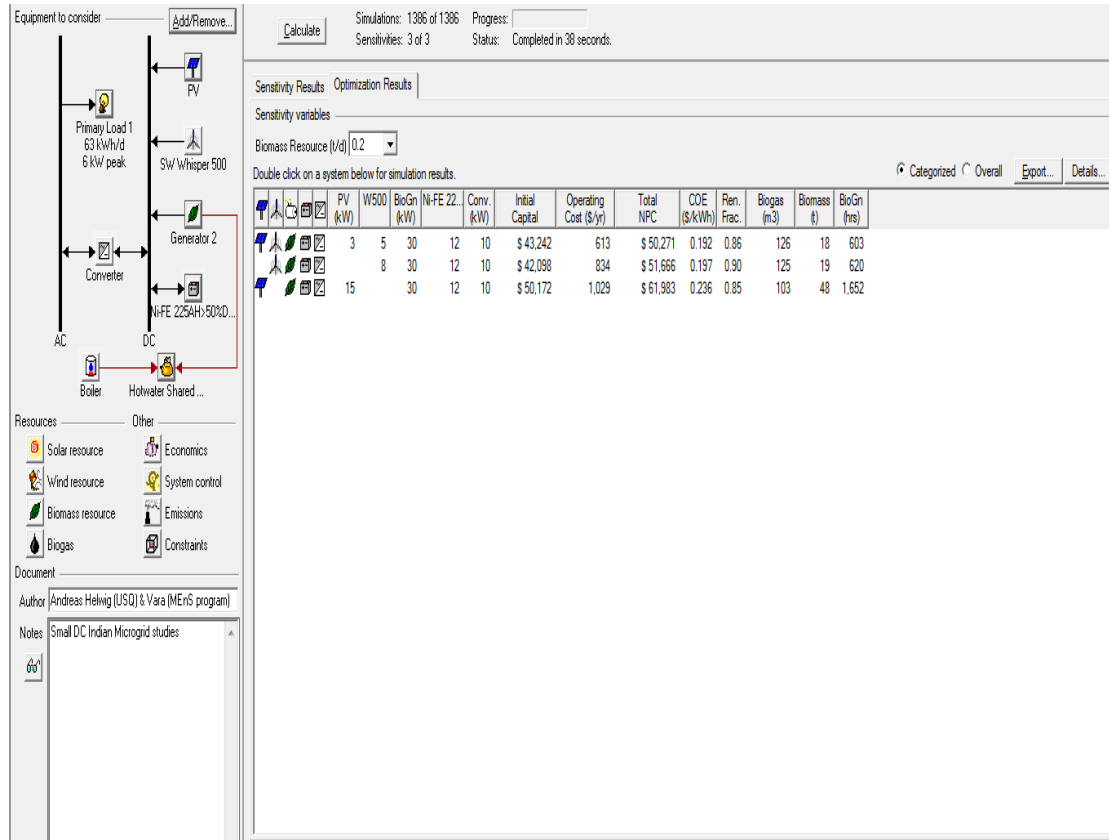 Equipment to consider Add/Remove...
PV
Primary Load 1
63 kWh/d
6 kW peak
SW Whisper 500
Generator 2
Converter
Ni-FE 225AH>50%D...
AC DC
Boiler Hotwater Shared ...
Resources Other
Solar resource Economics
Wind resource System control
Biomass resource Emissions
Biogas Constraints
Document
Author Andreas Helwig (USQ) & Vara (MEnS program)
Notes Small DC Indian Microgrid studies
Calculate
Simulations: 1386 of 1386 Progress:
Sensitivities: 3 of 3 Status: Completed in 38 seconds.
Sensitivity Results Optimization Results
Sensitivity variables
Biomass Resource (t/d) 0.2
Double click on a system below for simulation results. Categorized Overall Export... Details...
PV (kW) W500 BioGn (kW) Ni-FE 22... Conv. (kW) Initial Capital Operating Cost ($/yr) Total NPC COE ($/kWh) Ren. Frac. Biogas (m3) Biomass (t) BioGn (hrs)
3 5 30 12 10 $ 43,242 613 $ 50,271 0.192 0.86 126 18 603
8 30 12 10 $ 42,098 834 $ 51,666 0.197 0.90 125 19 620
15 30 12 10 $ 50,172 1,029 $ 61,983 0.236 0.85 103 48 1,652